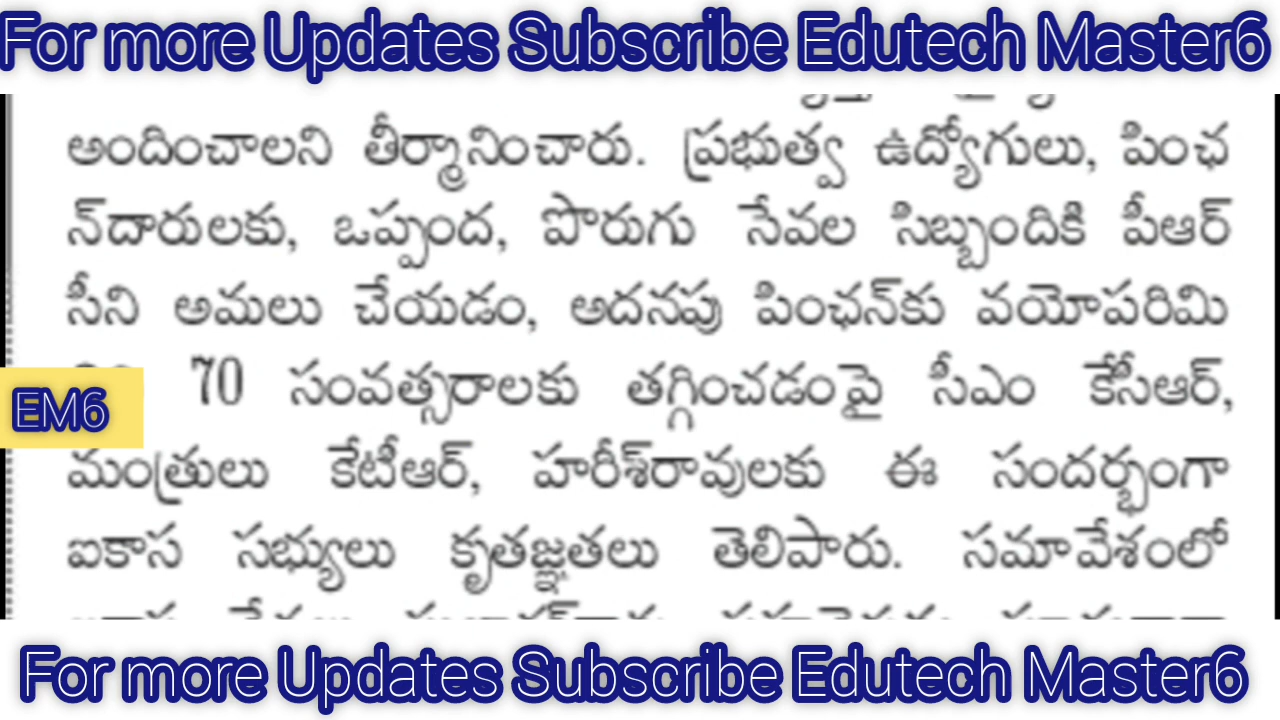 For more Updates Subscribe Edutech Master6
అందించాలని తీర్మానించారు. ప్రభుత్వ ఉద్యోగులు, పింఛ
న్‌దారులకు, ఒప్పంద, పొరుగు సేవల సిబ్బందికి పీఆర్
సీని అమలు చేయడం, అదనపు పింఛన్‌కు వయోపరిమి
70 సంవత్సరాలకు తగ్గించడంపై సీఎం కేసీఆర్,
EM6
మంత్రులు కేటీఆర్, హరీశ్‌రావులకు ఈ సందర్భంగా
ఐకాస సభ్యులు కృతజ్ఞతలు తెలిపారు. సమావేశంలో
For more Updates Subscribe Edutech Master6